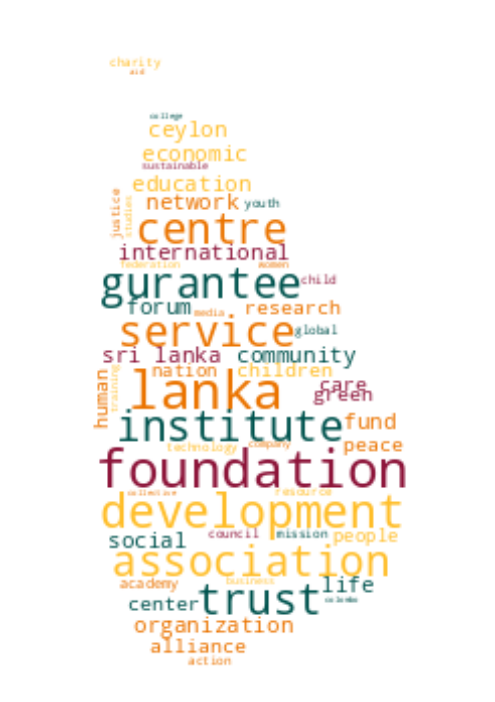 charity
aid
college
ceylon
economic
sustainable
education
justice
studies
network youth
centre
international
federation women
gurantee child
forum media research
service global
sri lanka community
nation children
human
training
lanka care
green
institute fund
technology company peace
foundation
collective resource
development
social council mission people
association
academy business
trust life
center colombo
organization
alliance
action